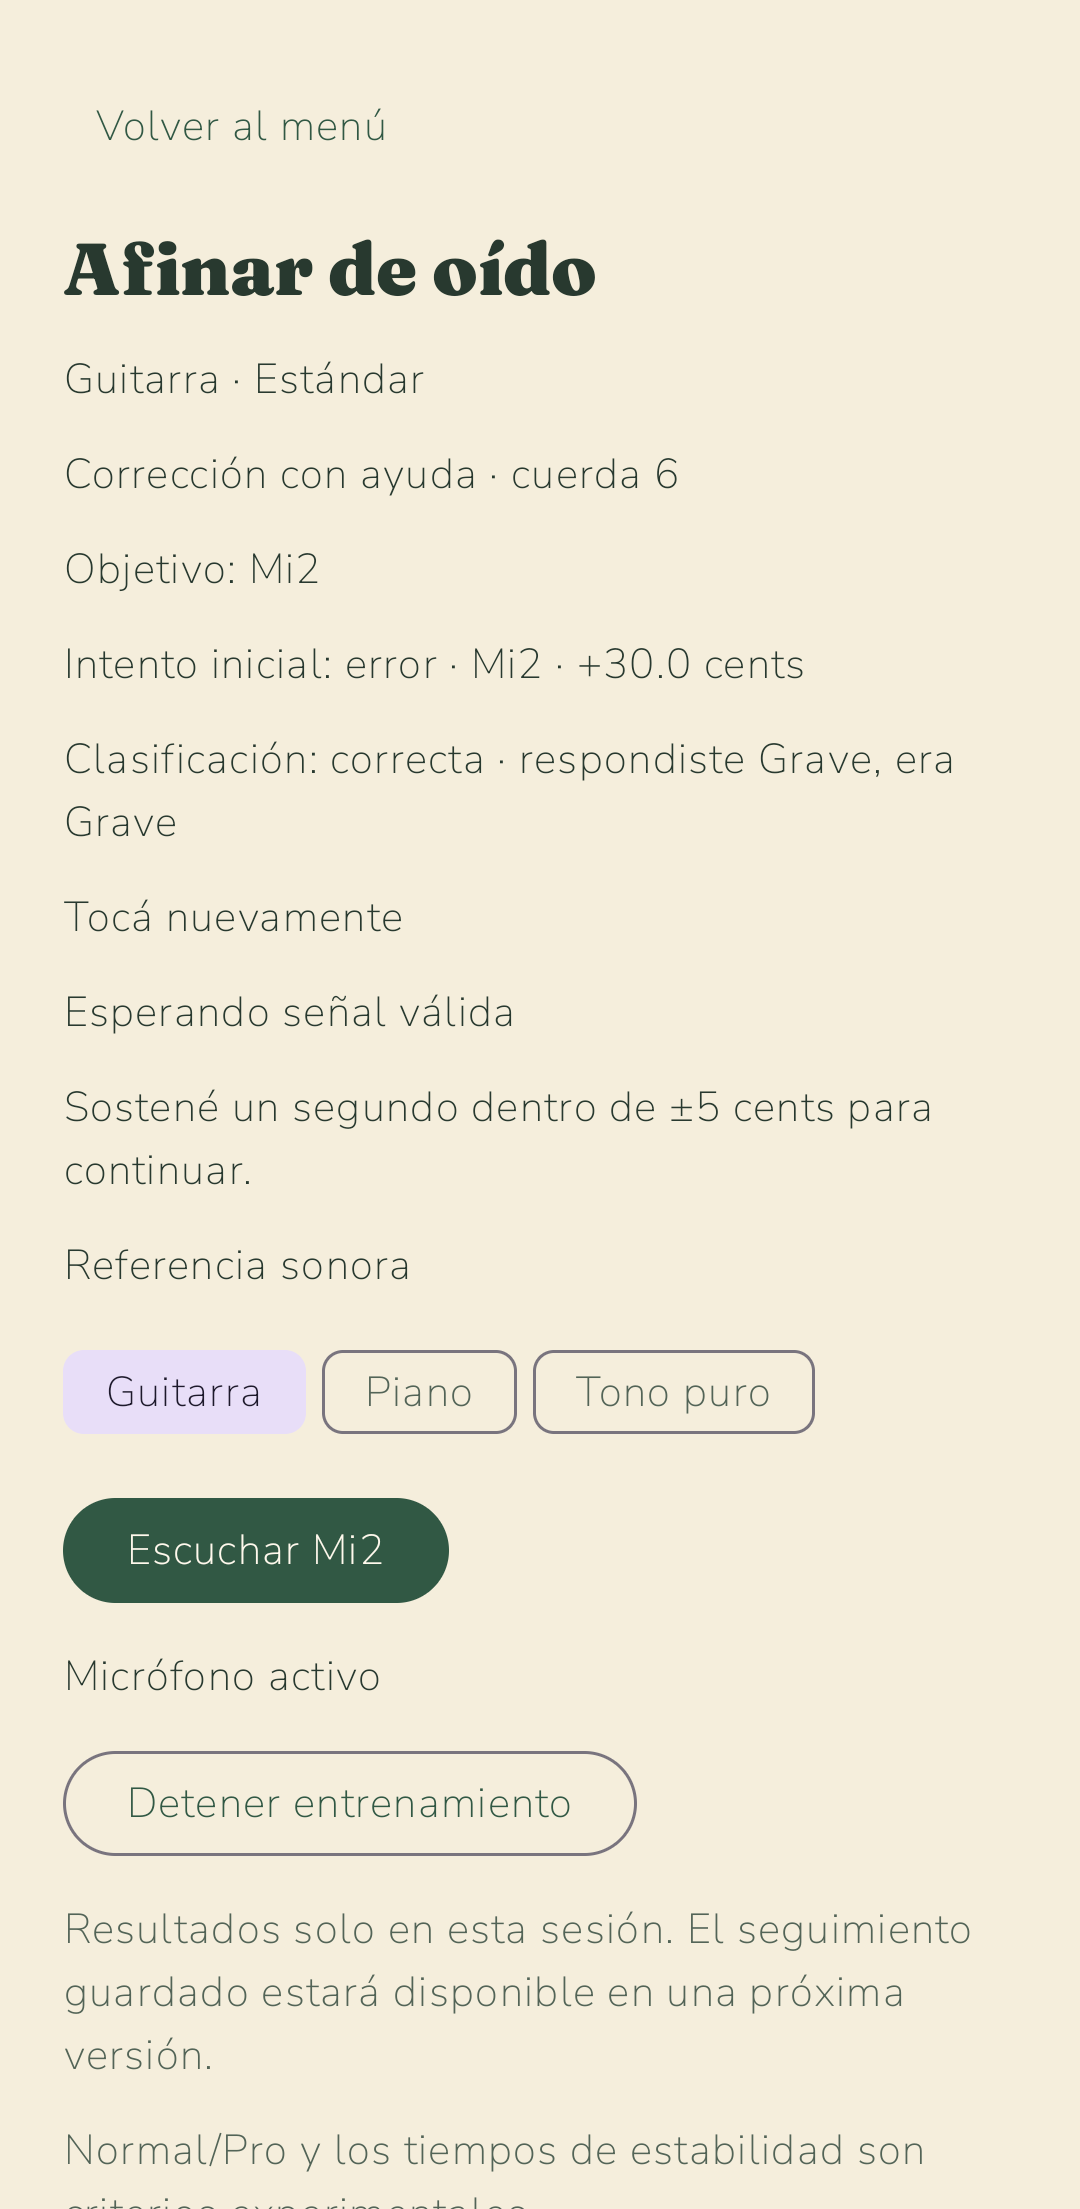 Volver al menú
Afinar de oído
Guitarra · Estándar
Corrección con ayuda · cuerda 6
Objetivo: Mi2
Intento inicial: error · Mi2 · +30.0 cents
Clasificación: correcta · respondiste Grave, era
Grave
Tocá nuevamente
Esperando señal válida
Sostené un segundo dentro de ±5 cents para
continuar.
Referencia sonora
Guitarra Piano Tono puro
Escuchar Mi2
Micrófono activo
Detener entrenamiento
Resultados solo en esta sesión. El seguimiento
guardado estará disponible en una próxima
versión.
Normal/Pro y los tiempos de estabilidad son